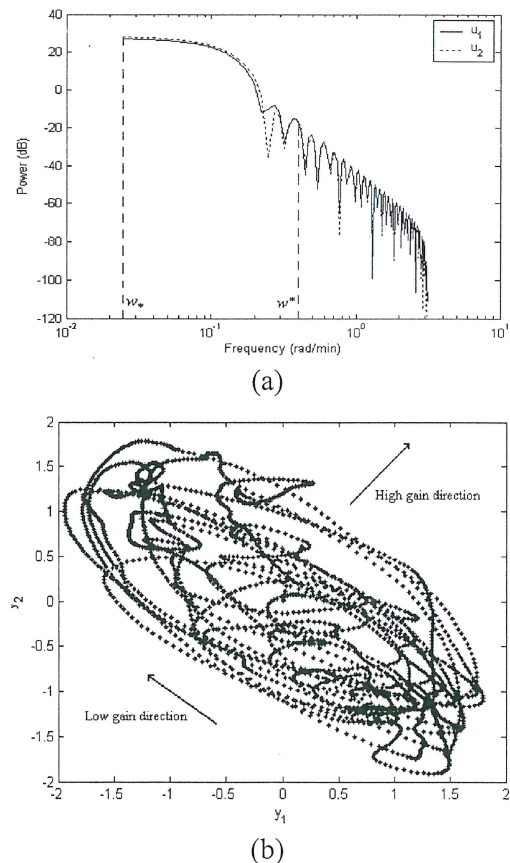 40
20
0
-20
-40
-60
-80
-100
-120
Power (dB)
u1
u2
w*
w*
10-2
10-1
100
101
Frequency (rad/min)
(a)
2
1.5
1
0.5
0
-0.5
-1
-1.5
-2
y2
High gain direction
Low gain direction
-2
-1.5
-1
-0.5
0
0.5
1
1.5
2
y1
(b)